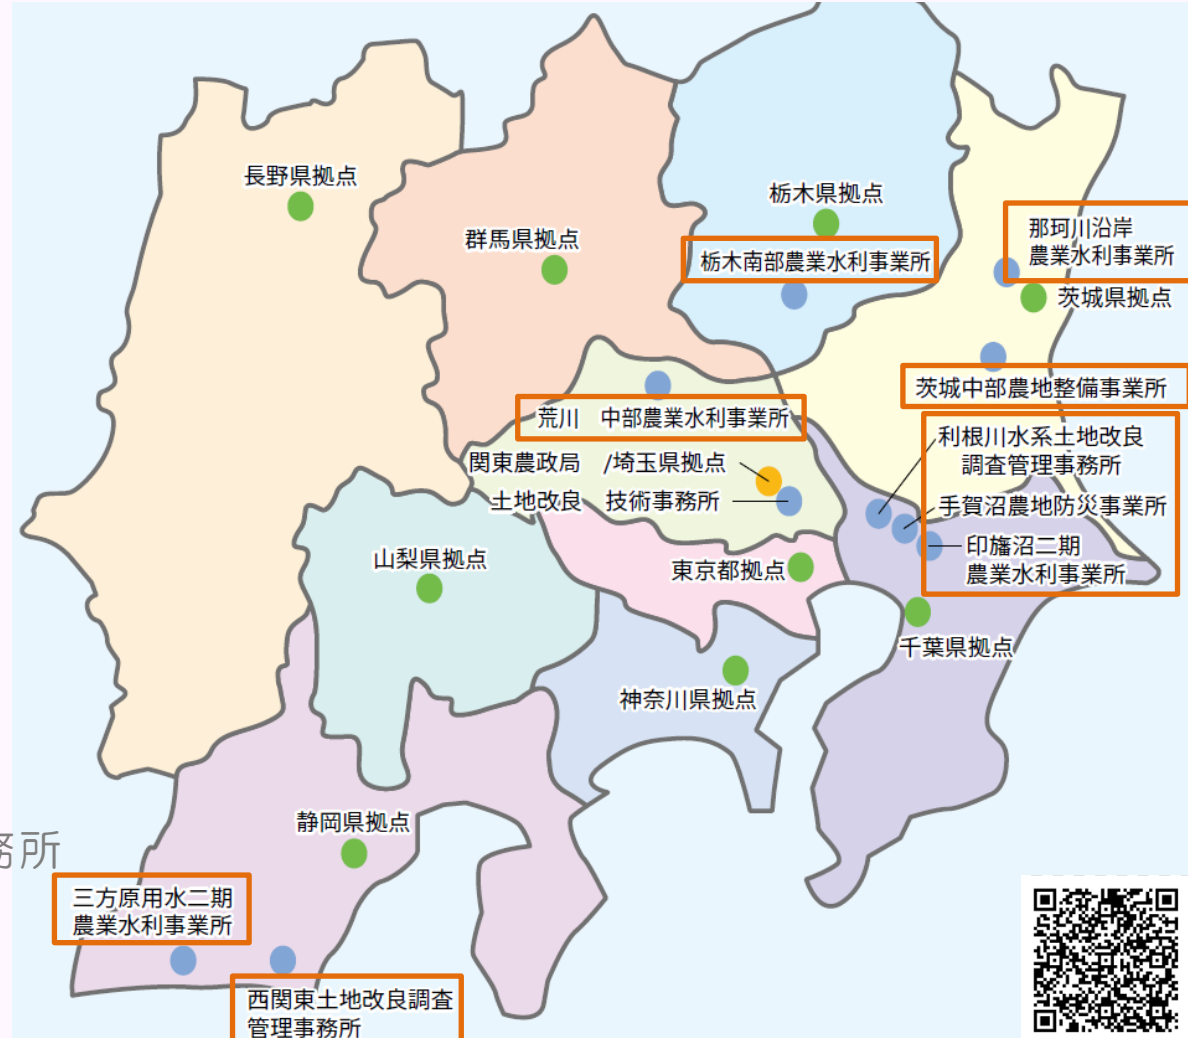 長野県拠点
群馬県拠点
栃木県拠点
栃木南部農業水利事業所
那珂川沿岸
農業水利事業所
茨城県拠点
茨城中部農地整備事業所
荒川　中部農業水利事業所
関東農政局　/埼玉県拠点
土地改良　技術事務所
利根川水系土地改良
調査管理事務所
手賀沼農地防災事業所
印旛沼二期
農業水利事業所
山梨県拠点
東京都拠点
千葉県拠点
神奈川県拠点
静岡県拠点
務所
三方原用水二期
農業水利事業所
西関東土地改良調査
管理事務所